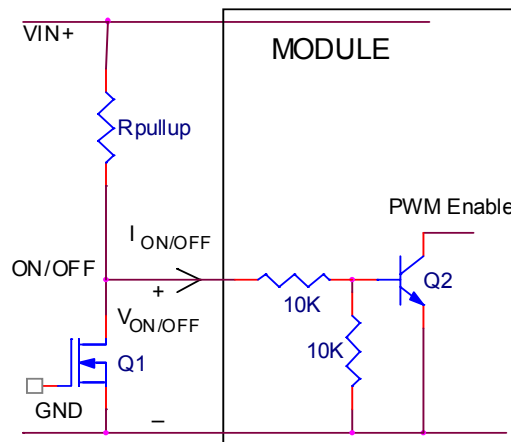 VIN+
MODULE
Rpullup
PWM Enable
I ON/OFF
ON/OFF
+
10K
Q2
V ON/OFF
10K
Q1
GND
–